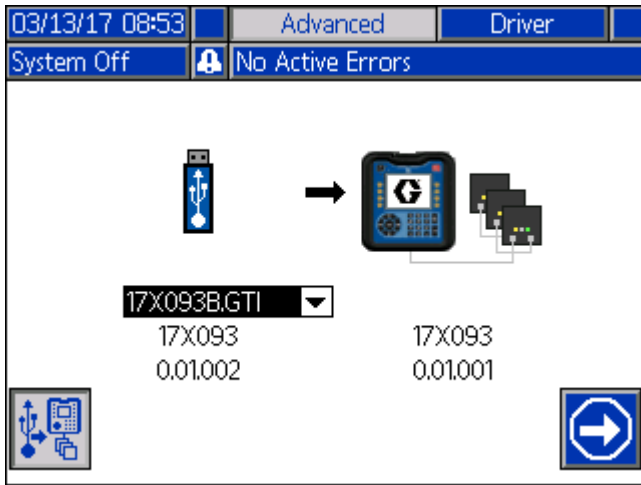 03/13/17 08:53 Advanced Driver
System Off No Active Errors
17X093B.GTI
17X093 17X093
0.01.002 0.01.001